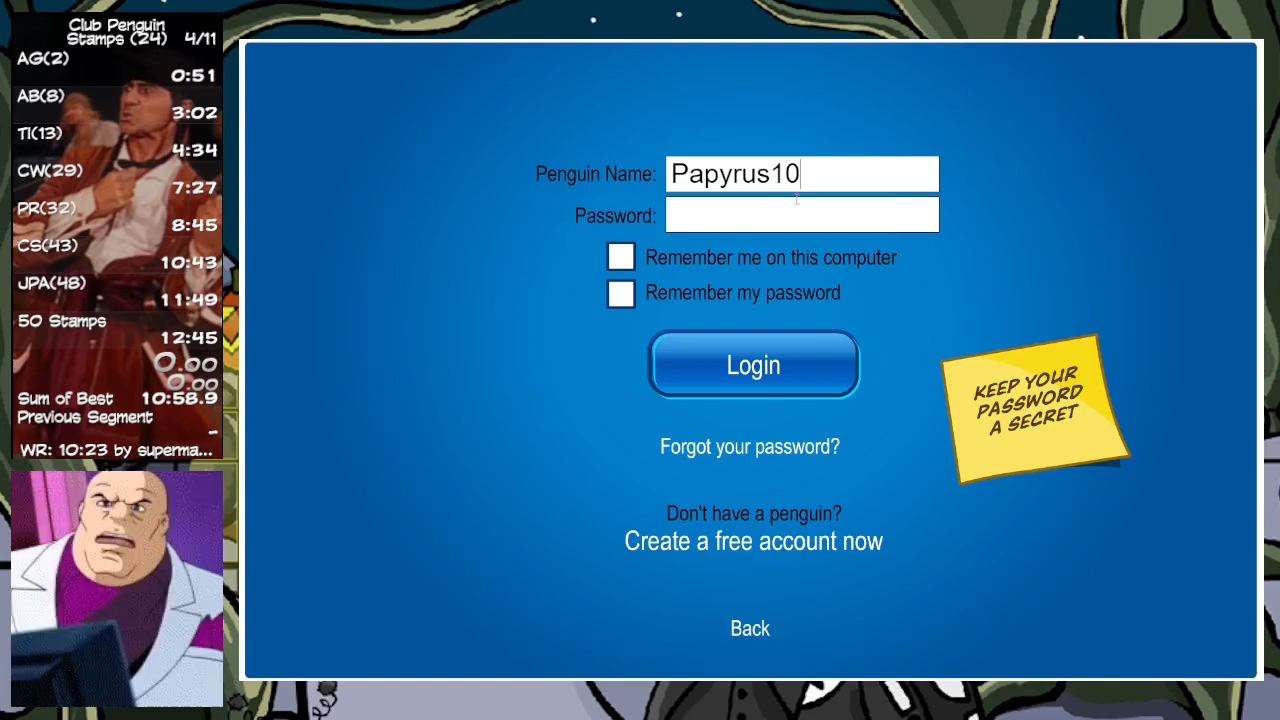 Club Penguin
Stamps (24) 4/11
AG(2)
0:51
AB(8)
3:02
TI(13)
4:34
CW(29)
7:27
PR(32)
8:45
CS(43)
10:43
JPA(48)
11:49
50 Stamps
12:45
0.00
0.00
Sum of Best 10:58.9
Previous Segment
-
WR: 10:23 by superma...
Penguin Name: Papyrus10
Password:
Remember me on this computer
Remember my password
Login
KEEP YOUR
PASSWORD
A SECRET
Forgot your password?
Don't have a penguin?
Create a free account now
Back